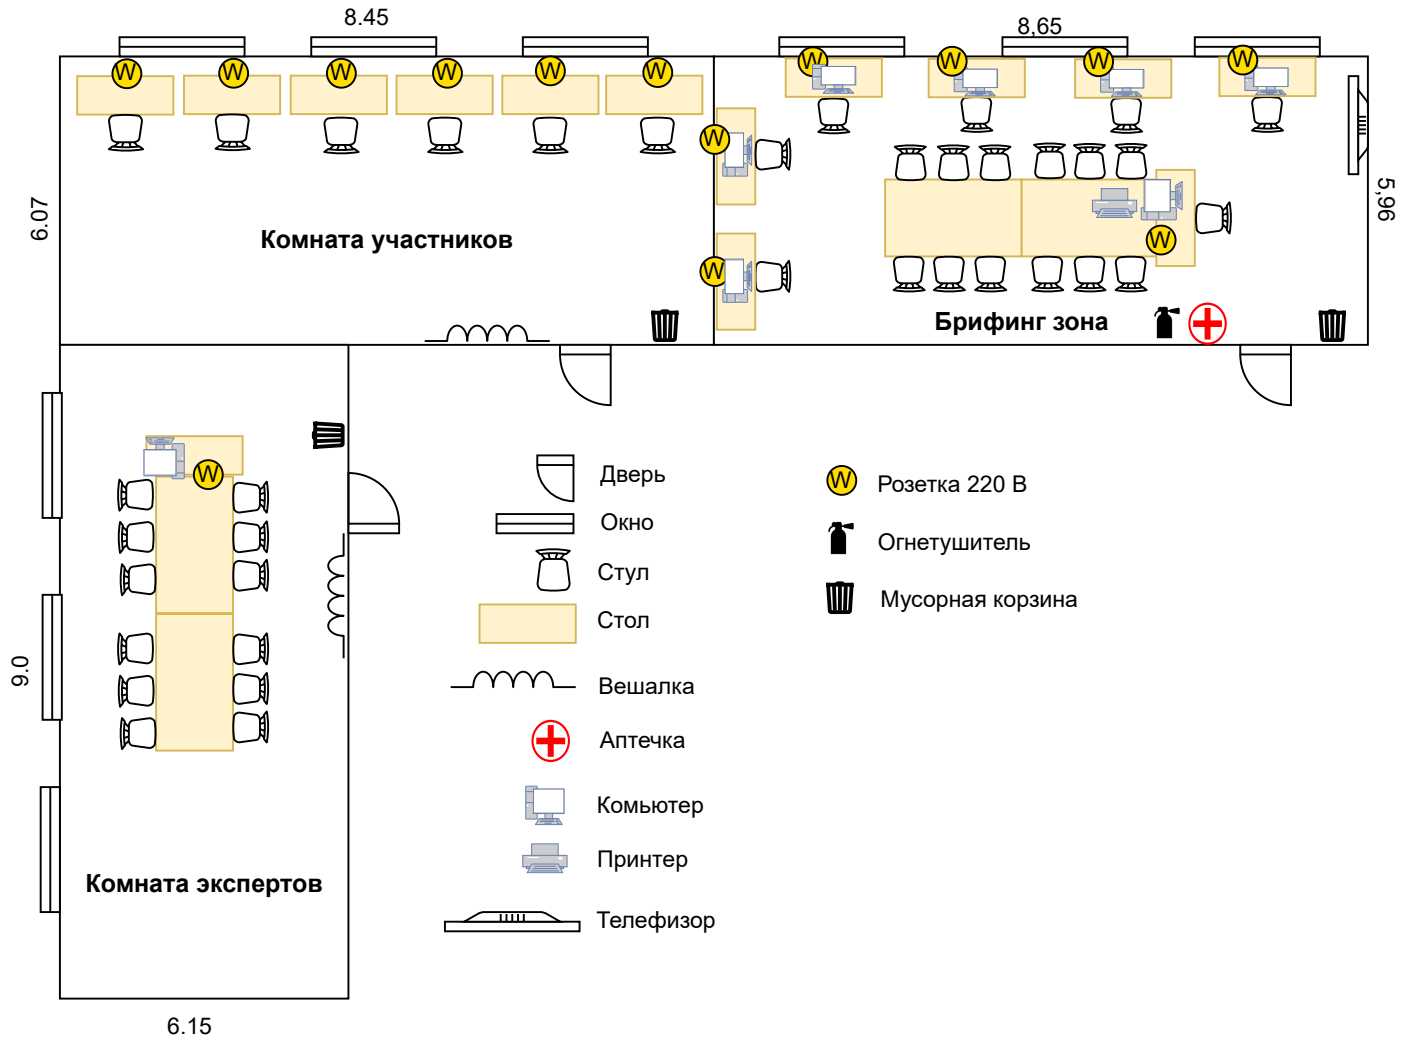 8.45
8,65
W W W W W W W W W W
W
W
6.07
5,96
Комната участников
W
Брифинг зона
W
Дверь
Окно
Стул
Стол
Вешалка
Аптечка
Комьютер
Принтер
Телефизор
W Розетка 220 В
Огнетушитель
Мусорная корзина
9.0
Комната экспертов
6.15